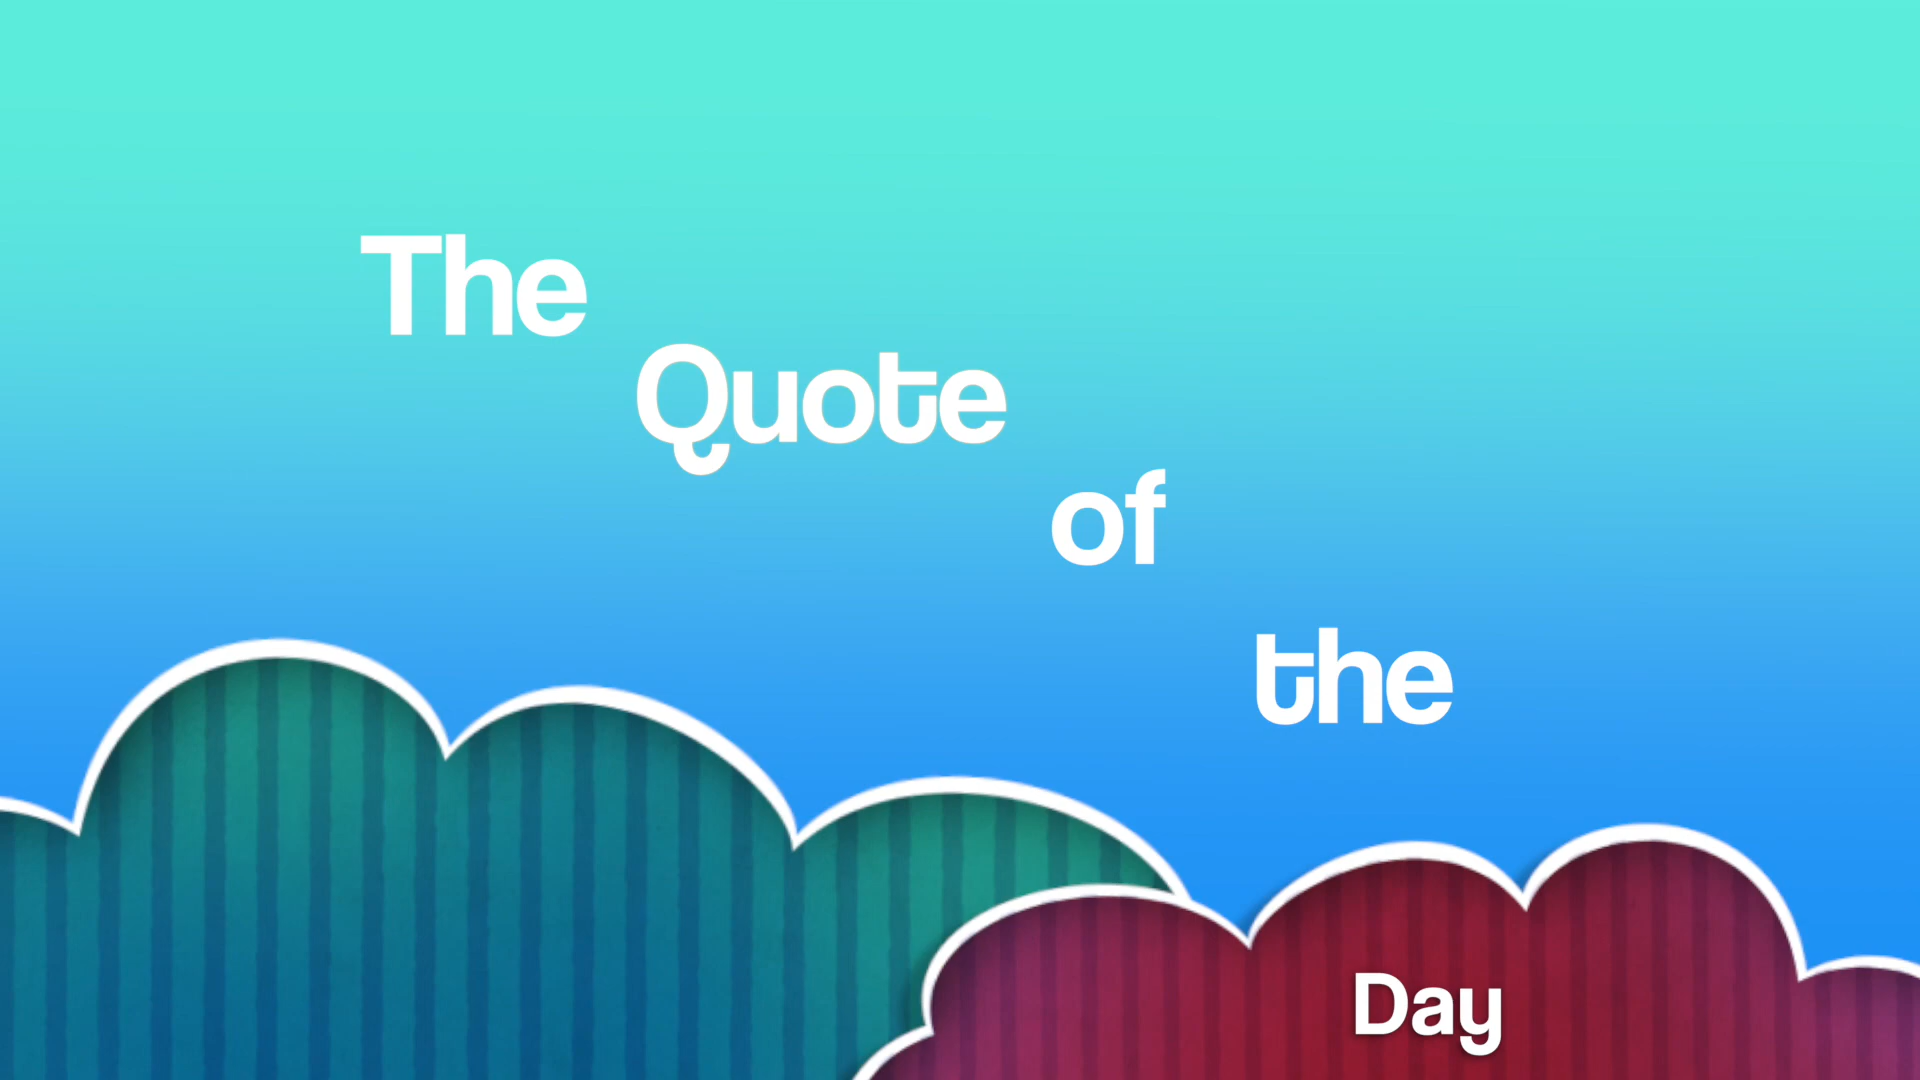 The
Quote
of
the
Day